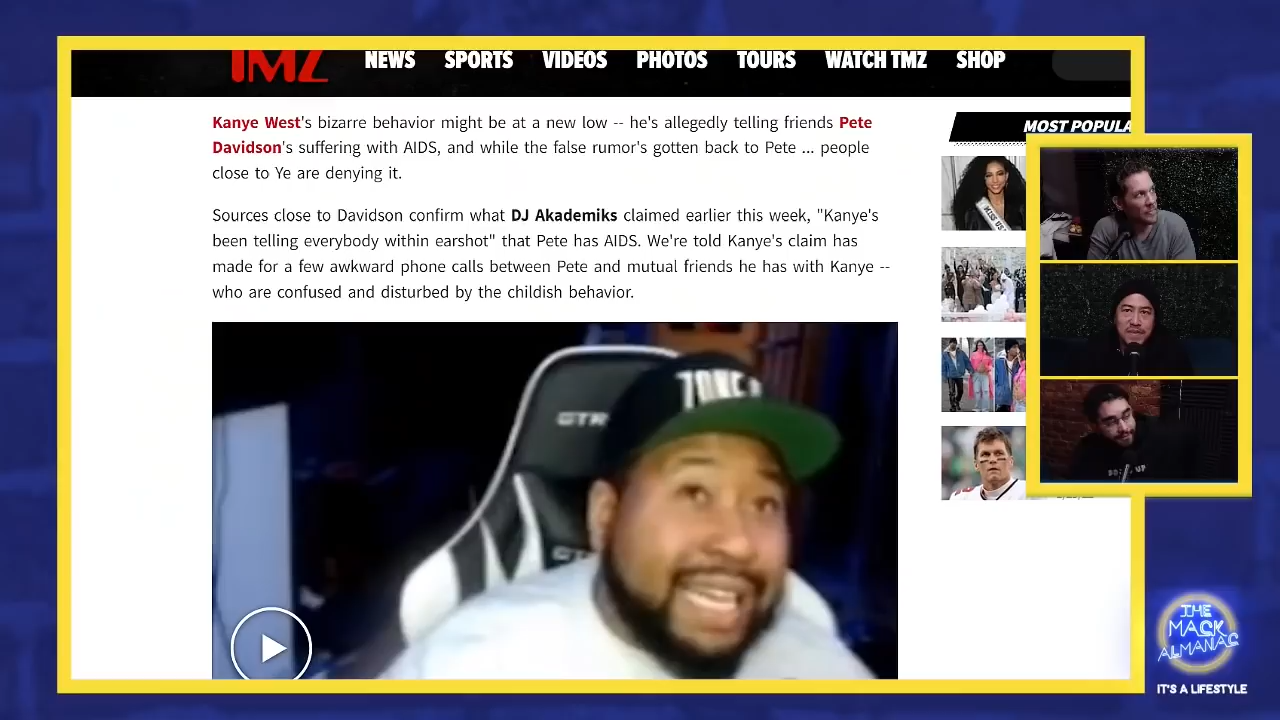 TMZ
NEWS SPORTS VIDEOS PHOTOS TOURS WATCH TMZ SHOP
Kanye West's bizarre behavior might be at a new low -- he's allegedly telling friends Pete
Davidson's suffering with AIDS, and while the false rumor's gotten back to Pete ... people
close to Ye are denying it.
Sources close to Davidson confirm what DJ Akademiks claimed earlier this week, "Kanye's
been telling everybody within earshot" that Pete has AIDS. We're told Kanye's claim has
made for a few awkward phone calls between Pete and mutual friends he has with Kanye --
who are confused and disturbed by the childish behavior.
MOST POPULA
MISS US
GTR
THE
MACK
ALMANAC
IT'S A LIFESTYLE